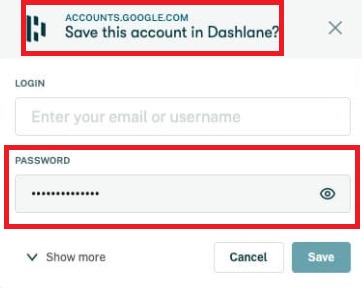 ACCOUNTS.GOOGLE.COM
Save this account in Dashlane?
LOGIN
Enter your email or username
PASSWORD
••••••••••••••
Show more
Cancel
Save